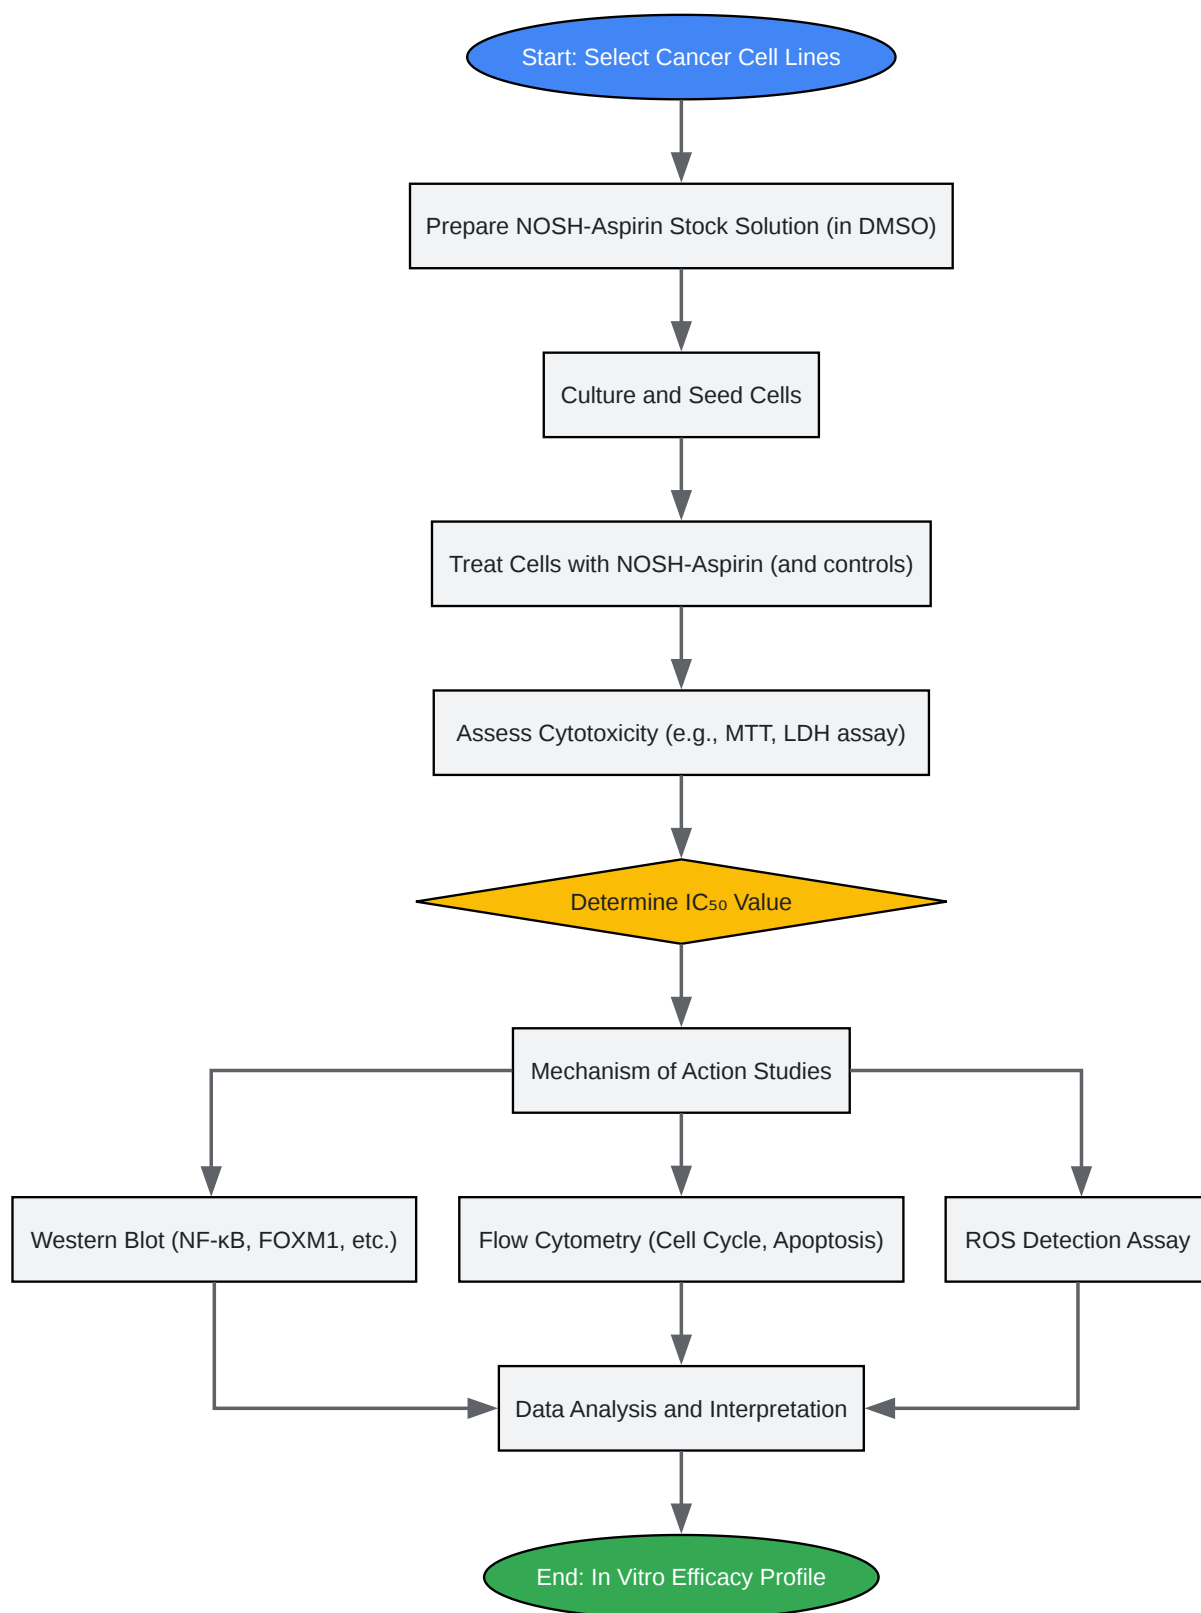 Start: Select Cancer Cell Lines
Prepare NOSH-Aspirin Stock Solution (in DMSO)
Culture and Seed Cells
Treat Cells with NOSH-Aspirin (and controls)
Assess Cytotoxicity (e.g., MTT, LDH assay)
Determine IC₅₀ Value
Mechanism of Action Studies
Western Blot (NF-κB, FOXM1, etc.)
Flow Cytometry (Cell Cycle, Apoptosis)
ROS Detection Assay
Data Analysis and Interpretation
End: In Vitro Efficacy Profile